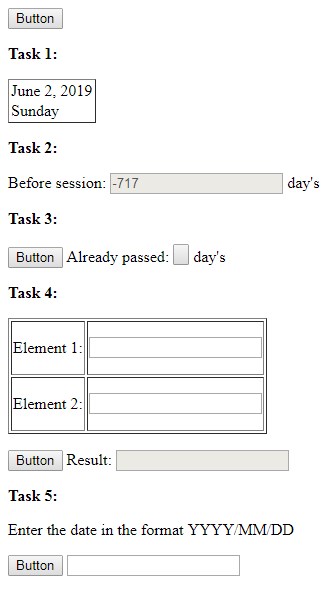 Button
Task 1:
June 2, 2019
Sunday
Task 2:
Before session: -717 day's
Task 3:
Button Already passed: day's
Task 4:
Element 1:
Element 2:
Button Result:
Task 5:
Enter the date in the format YYYY/MM/DD
Button